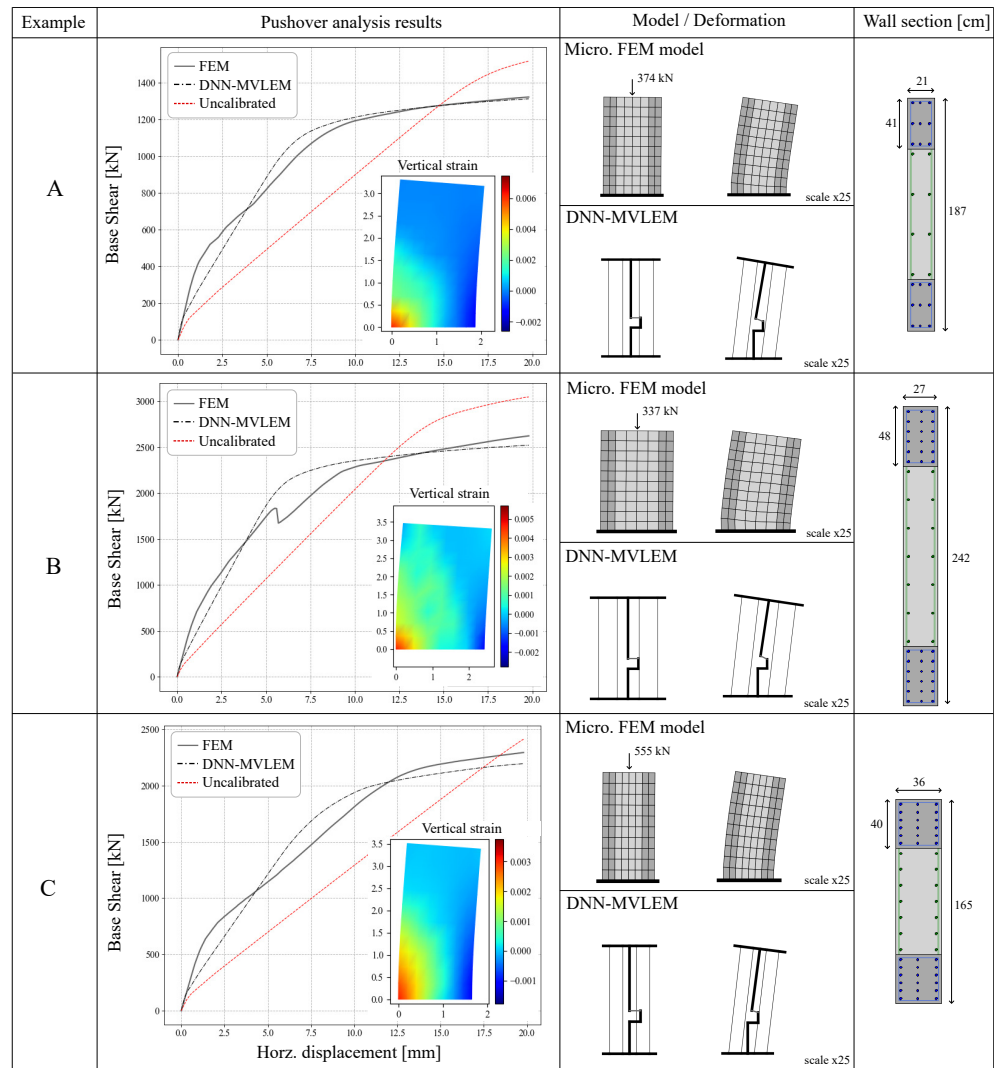 Example Pushover analysis results Model / Deformation Wall section [cm]
A
Base Shear [kN]
1400
1200
1000
800
600
400
200
0
0.0 2.5 5.0 7.5 10.0 12.5 15.0 17.5 20.0
FEM
DNN-MVLEM
Uncalibrated
Vertical strain
3.0
2.5
2.0
1.5
1.0
0.5
0.0
0 1 2
0.006
0.004
0.002
0.000
−0.002
Micro. FEM model
374 kN
scale x25
DNN-MVLEM
scale x25
21
41
187
B
Base Shear [kN]
3000
2500
2000
1500
1000
500
0
0.0 2.5 5.0 7.5 10.0 12.5 15.0 17.5 20.0
FEM
DNN-MVLEM
Uncalibrated
Vertical strain
3.5
3.0
2.5
2.0
1.5
1.0
0.5
0.0
0 1 2
0.005
0.004
0.003
0.002
0.001
0.000
−0.001
−0.002
Micro. FEM model
337 kN
scale x25
DNN-MVLEM
scale x25
27
48
242
C
Base Shear [kN]
2500
2000
1500
1000
500
0
0.0 2.5 5.0 7.5 10.0 12.5 15.0 17.5 20.0
Horz. displacement [mm]
FEM
DNN-MVLEM
Uncalibrated
Vertical strain
3.5
3.0
2.5
2.0
1.5
1.0
0.5
0.0
0 1 2
0.003
0.002
0.001
0.000
−0.001
Micro. FEM model
555 kN
scale x25
DNN-MVLEM
scale x25
36
40
165